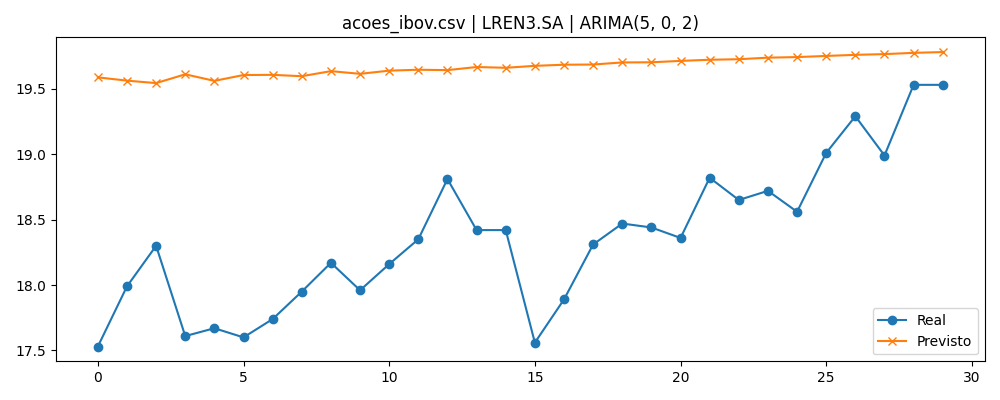 acoes_ibov.csv | LREN3.SA | ARIMA(5, 0, 2)
19.5
19.0
18.5
18.0
17.5
Real
Previsto
0 5 10 15 20 25 30